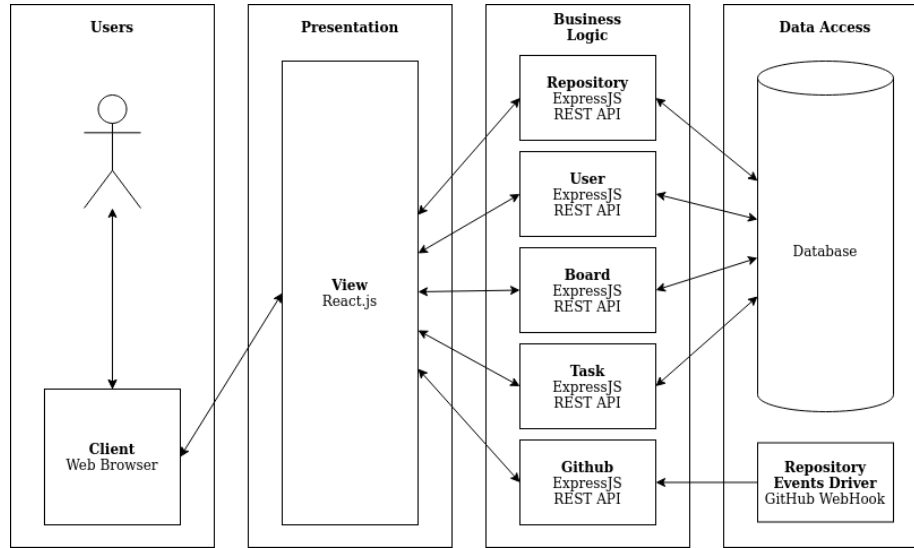 Users
Client
Web Browser
Presentation
View
React.js
Business
Logic
Repository
ExpressJS
REST API
User
ExpressJS
REST API
Board
ExpressJS
REST API
Task
ExpressJS
REST API
Github
ExpressJS
REST API
Data Access
Database
Repository
Events Driver
GitHub WebHook